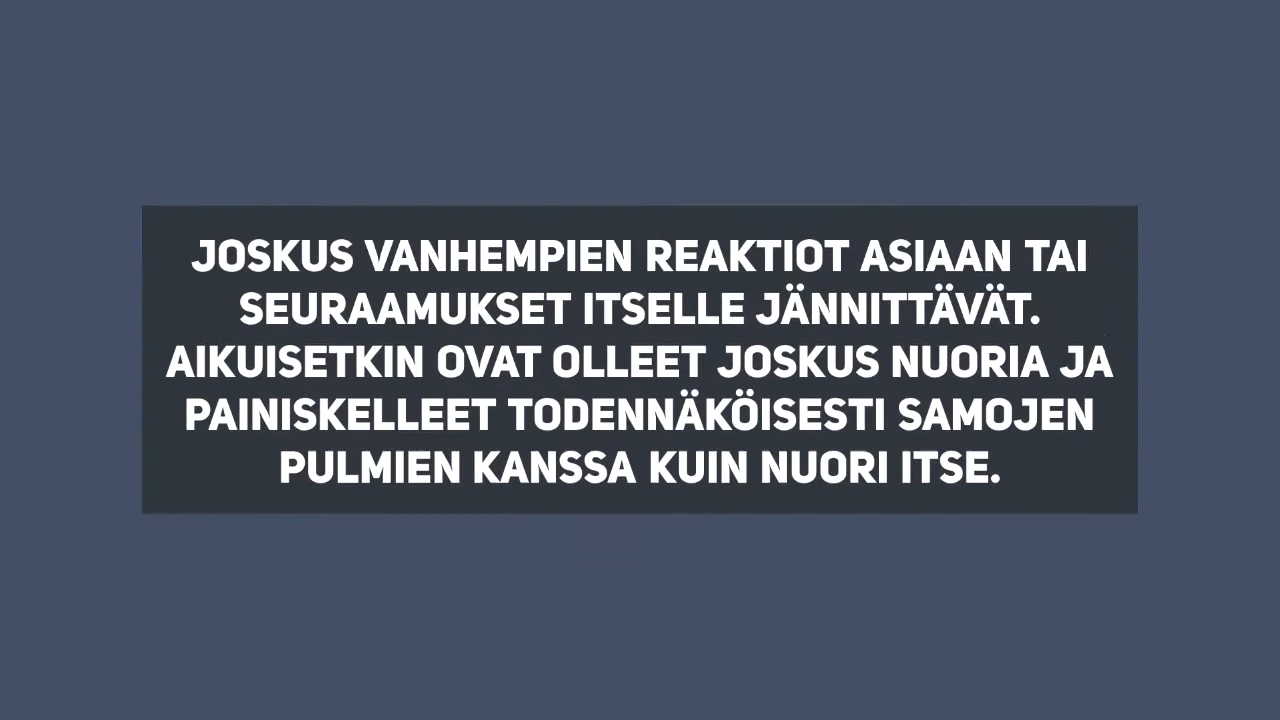 JOSKUS VANHEMPIEN REAKTIOT ASIAAN TAI
SEURAAMUKSET ITSELLE JÄNNITTÄVÄT.
AIKUISETKIN OVAT OLLEET JOSKUS NUORIA JA
PAINISKELLEET TODENNÄKÖISESTI SAMOJEN
PULMIEN KANSSA KUIN NUORI ITSE.